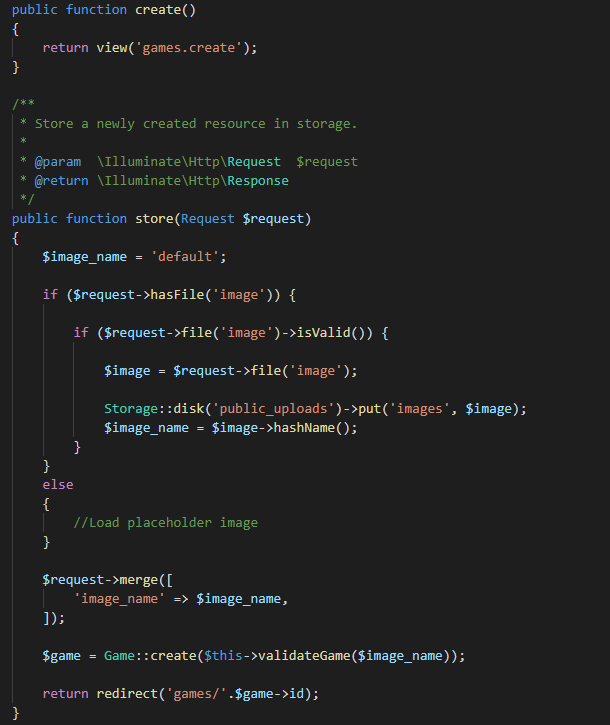 public function create()
{
    return view('games.create');
}

/**
 * Store a newly created resource in storage.
 *
 * @param  \Illuminate\Http\Request  $request
 * @return \Illuminate\Http\Response
 */
public function store(Request $request)
{
    $image_name = 'default';

    if ($request->hasFile('image')) {

        if ($request->file('image')->isValid()) {

            $image = $request->file('image');

            Storage::disk('public_uploads')->put('images', $image);
            $image_name = $image->hashName();
        }
    }
    else
    {
        //Load placeholder image
    }

    $request->merge([
        'image_name' => $image_name,
    ]);

    $game = Game::create($this->validateGame($image_name));

    return redirect('games/'.$game->id);
}